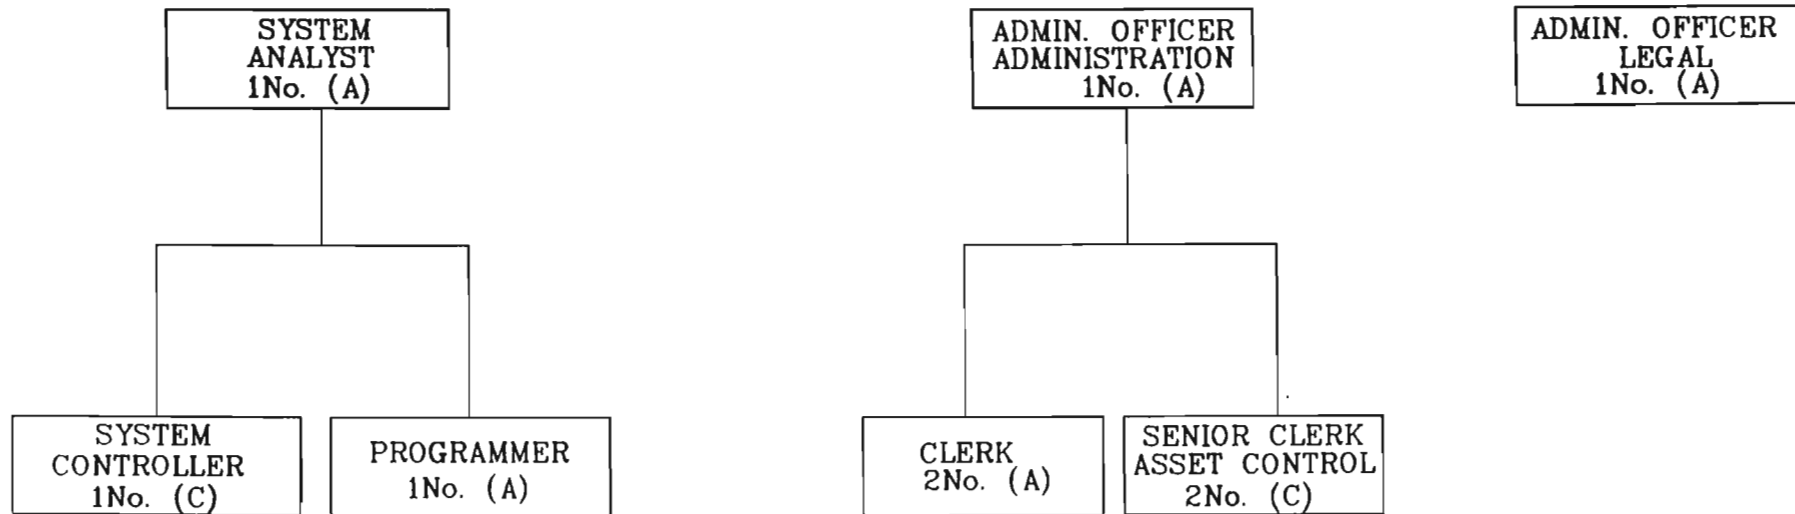 SYSTEM
ANALYST
1No. (A)
ADMIN. OFFICER
ADMINISTRATION
1No. (A)
ADMIN. OFFICER
LEGAL
1No. (A)
SYSTEM
CONTROLLER
1No. (C)
PROGRAMMER
1No. (A)
CLERK
2No. (A)
SENIOR CLERK
ASSET CONTROL
2No. (C)